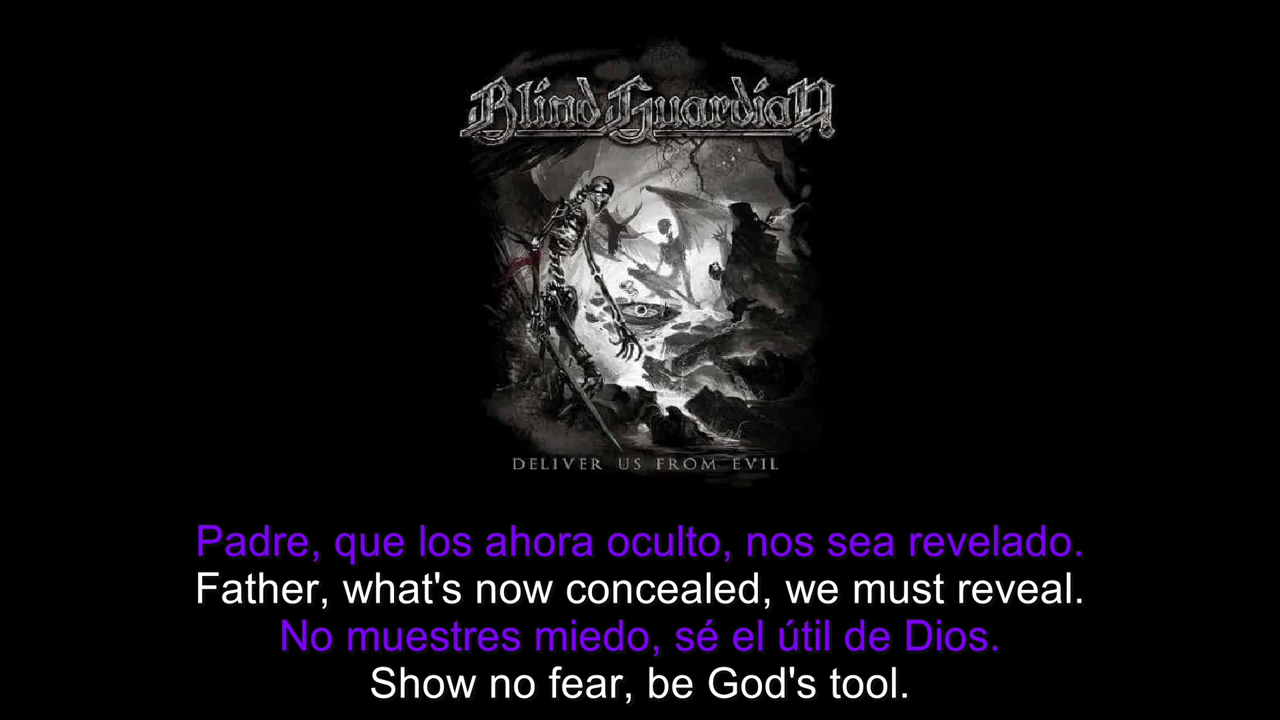 Blind Guardian
DELIVER US FROM EVIL
Padre, que los ahora oculto, nos sea revelado.
Father, what's now concealed, we must reveal.
No muestres miedo, sé el útil de Dios.
Show no fear, be God's tool.